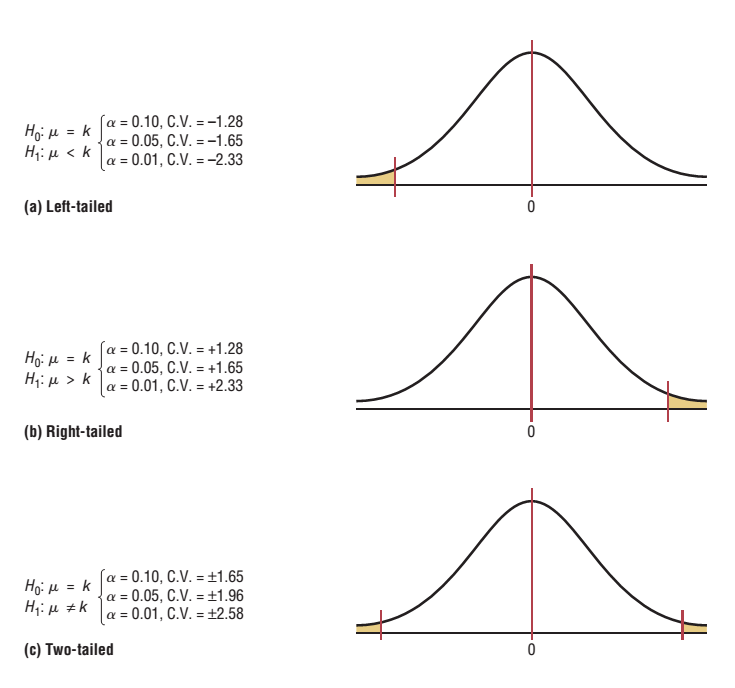 α = 0.10, C.V. = –1.28
H₀: μ = k
α = 0.05, C.V. = –1.65
H₁: μ < k
α = 0.01, C.V. = –2.33
(a) Left-tailed
0
α = 0.10, C.V. = +1.28
H₀: μ = k
α = 0.05, C.V. = +1.65
H₁: μ > k
α = 0.01, C.V. = +2.33
(b) Right-tailed
0
α = 0.10, C.V. = ±1.65
H₀: μ = k
α = 0.05, C.V. = ±1.96
H₁: μ ≠ k
α = 0.01, C.V. = ±2.58
(c) Two-tailed
0